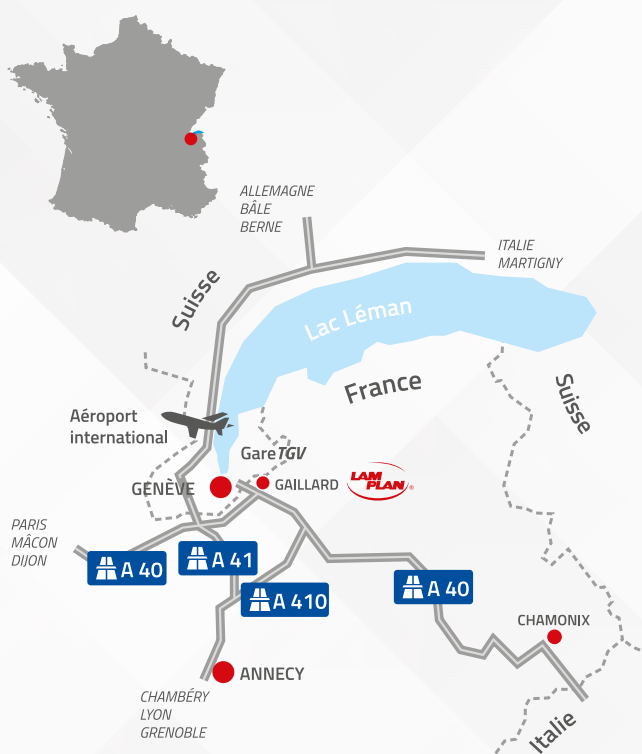 ALLEMAGNE
BÂLE
BERNE
ITALIE
MARTIGNY
Suisse
Lac Léman
France
Suisse
Aéroport
international
Gare TGV
GENÈVE
GAILLARD
LAM
PLAN®
PARIS
MÂCON
DIJON
A 40
A 41
A 410
A 40
CHAMONIX
ANNECY
CHAMBÉRY
LYON
GRENOBLE
Italie